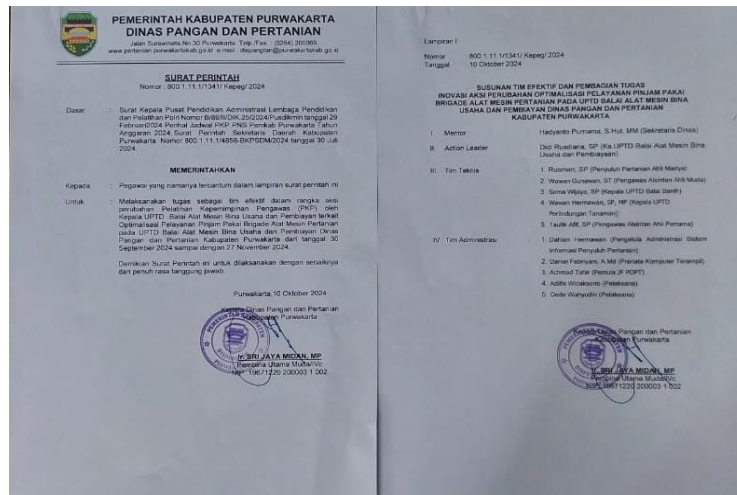 PEMERINTAH KABUPATEN PURWAKARTA
DINAS PANGAN DAN PERTANIAN
Jalan Surawinata No.30 Purwakarta Telp./Fax. : (0264) 201069
www.pertanian.purwakartakab.go.id e-mail : dispangtan@purwakartakab.go.id
SURAT PERINTAH
Nomor : 800.1.11.1/1341/ Kepeg/ 2024
Dasar : Surat Kepala Pusat Pendidikan Administrasi Lembaga Pendidikan
dan Pelatihan Polri Nomor /DIK.25/2024/Pusdikmin tanggal 29
Februari2024 Perihal Jadwal PKP PNS Pemkab Purwakarta Tahun
Anggaran 2024, Surat Perintah Sekretaris Daerah Kabupaten
Purwakarta Nomor 800.1.11.1/4856-BKPSDM/2024 tanggal 30 Juli
2024.
MEMERINTAHKAN
Kepada : Pegawai yang namanya tercantum dalam lampiran surat perintah ini
Untuk : Melaksanakan tugas sebagai tim efektif dalam rangka aksi
perubahan Pelatihan Kepemimpinan Pengawas (PKP) oleh
Kepala UPTD Balai Alat Mesin Bina Usaha dan Pembiayan terkait
Optimalisasi Pelayanan Pinjam Pakai Brigade Alat Mesin Pertanian
pada UPTD Balai Alat Mesin Bina Usaha dan Pembiyan Dinas
Pangan dan Pertanian Kabupaten Purwakarta dari tanggal 30
September 2024 sampai dengan 27 November 2024.
Demikian Surat Perintah ini untuk dilaksanakan dengan sebaiknya
dan penuh rasa tanggung jawab.
Purwakarta,10 Oktober 2024
Kepala Dinas Pangan dan Pertanian
Kabupaten Purwakarta
Ir. SRI JAYA MIDAN, MP
Pembina Utama Muda/IVc
NIP. 19671220 200003 1 002
Lampiran I
Nomor 800.1.11.1/1341/ Kepeg/ 2024
Tanggal 10 Oktober 2024
SUSUNAN TIM EFEKTIF DAN PEMBAGIAN TUGAS
INOVASI AKSI PERUBAHAN OPTIMALISASI PELAYANAN PINJAM PAKAI
BRIGADE ALAT MESIN PERTANIAN PADA UPTD BALAI ALAT MESIN BINA
USAHA DAN PEMBIYAN DINAS PANGAN DAN PERTANIAN
KABUPATEN PURWAKARTA
I. Mentor : Hadyanto Purnama, S.Hut, MM (Sekretaris Dinas)
II. Action Leader : Didi Rusdiana, SP (Ka UPTD Balai Alat Mesin Bina
Usaha dan Pembiayaan)
III. Tim Teknis : 1. Rusman, SP (Penyuluh Pertanian Ahli Madya)
2. Wawan Gunawan, ST (Pengawas Alsintan Ahli Muda)
3. Soma Wijaya, SP (Kepala UPTD Balai Benih)
4. Wawan Hermawan, SP, MP (Kepala UPTD
Perlindungan Tanaman)
5. Taufik Afif, SP (Pengawas Alsintan Ahli Pertama)
IV. Tim Administrasi : 1. Dahlan Hermawan (Pengelola Administrasi Sistem
Informasi Penyuluh Pertanian)
2. Daniel Febriyani, A.Md (Pranata Komputer Terampil)
3. Achmad Tafar (Pemula JF POPT)
4. Adlifa Wicaksono (Pelaksana)
5. Dede Wahyudin (Pelaksana)
Kepala Dinas Pangan dan Pertanian
Kabupaten Purwakarta
Ir. SRI JAYA MIDAN, MP
Pembina Utama Muda/IVc
NIP. 19671220 200003 1 002